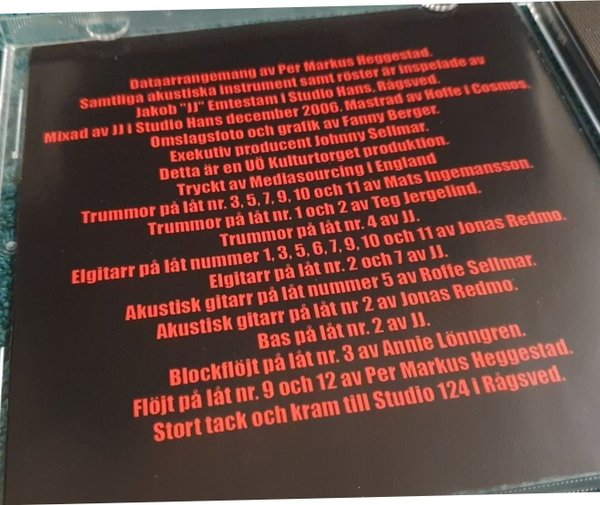 Dataarrangemang av Per Markus Heggestad.
Samtliga akustiska instrument samt röster är inspelade av
Jakob "JJ" Emtestam i Studio Hans, Rågsved.
Mixad av JJ i Studio Hans december 2006. Mastrad av Hoffe i Cosmos.
Omslagsfoto och grafik av Fanny Berger.
Exekutiv producent Johnny Sellmar.
Detta är en UÖ Kulturtorget produktion.
Tryckt av Mediasourcing i England
Trummor på låt nr. 3, 5, 7, 9, 10 och 11 av Mats Ingemansson.
Trummor på låt nr. 1 och 2 av Teg Jergelind.
Trummor på låt nr. 4 av JJ.
Elgitarr på låt nummer 1, 3, 5, 6, 7, 9, 10 och 11 av Jonas Redmo.
Elgitarr på låt nr. 2 och 7 av JJ.
Akustisk gitarr på låt nummer 5 av Roffe Sellmar.
Akustisk gitarr på låt nr 2 av Jonas Redmo.
Bas på låt nr. 2 av JJ.
Blockflöjt på låt nr. 3 av Annie Lönngren.
Flöjt på låt nr. 9 och 12 av Per Markus Heggestad.
Stort tack och kram till Studio 124 i Rågsved.